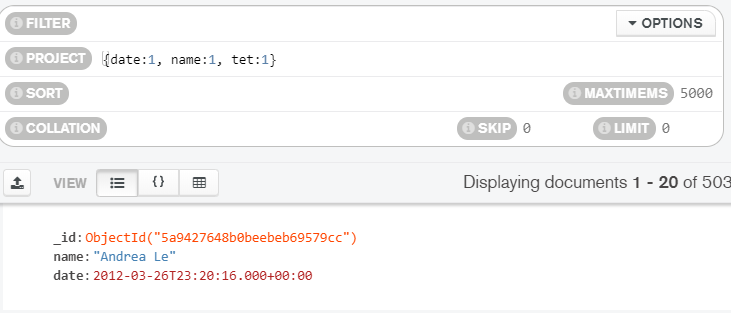 FILTER
OPTIONS
PROJECT {date:1, name:1, tet:1}
SORT
MAXTIMEMS 5000
COLLATION
SKIP 0
LIMIT 0
VIEW {} Displaying documents 1 - 20 of 503
_id:ObjectId("5a9427648b0beebeb69579cc")
name:"Andrea Le"
date:2012-03-26T23:20:16.000+00:00